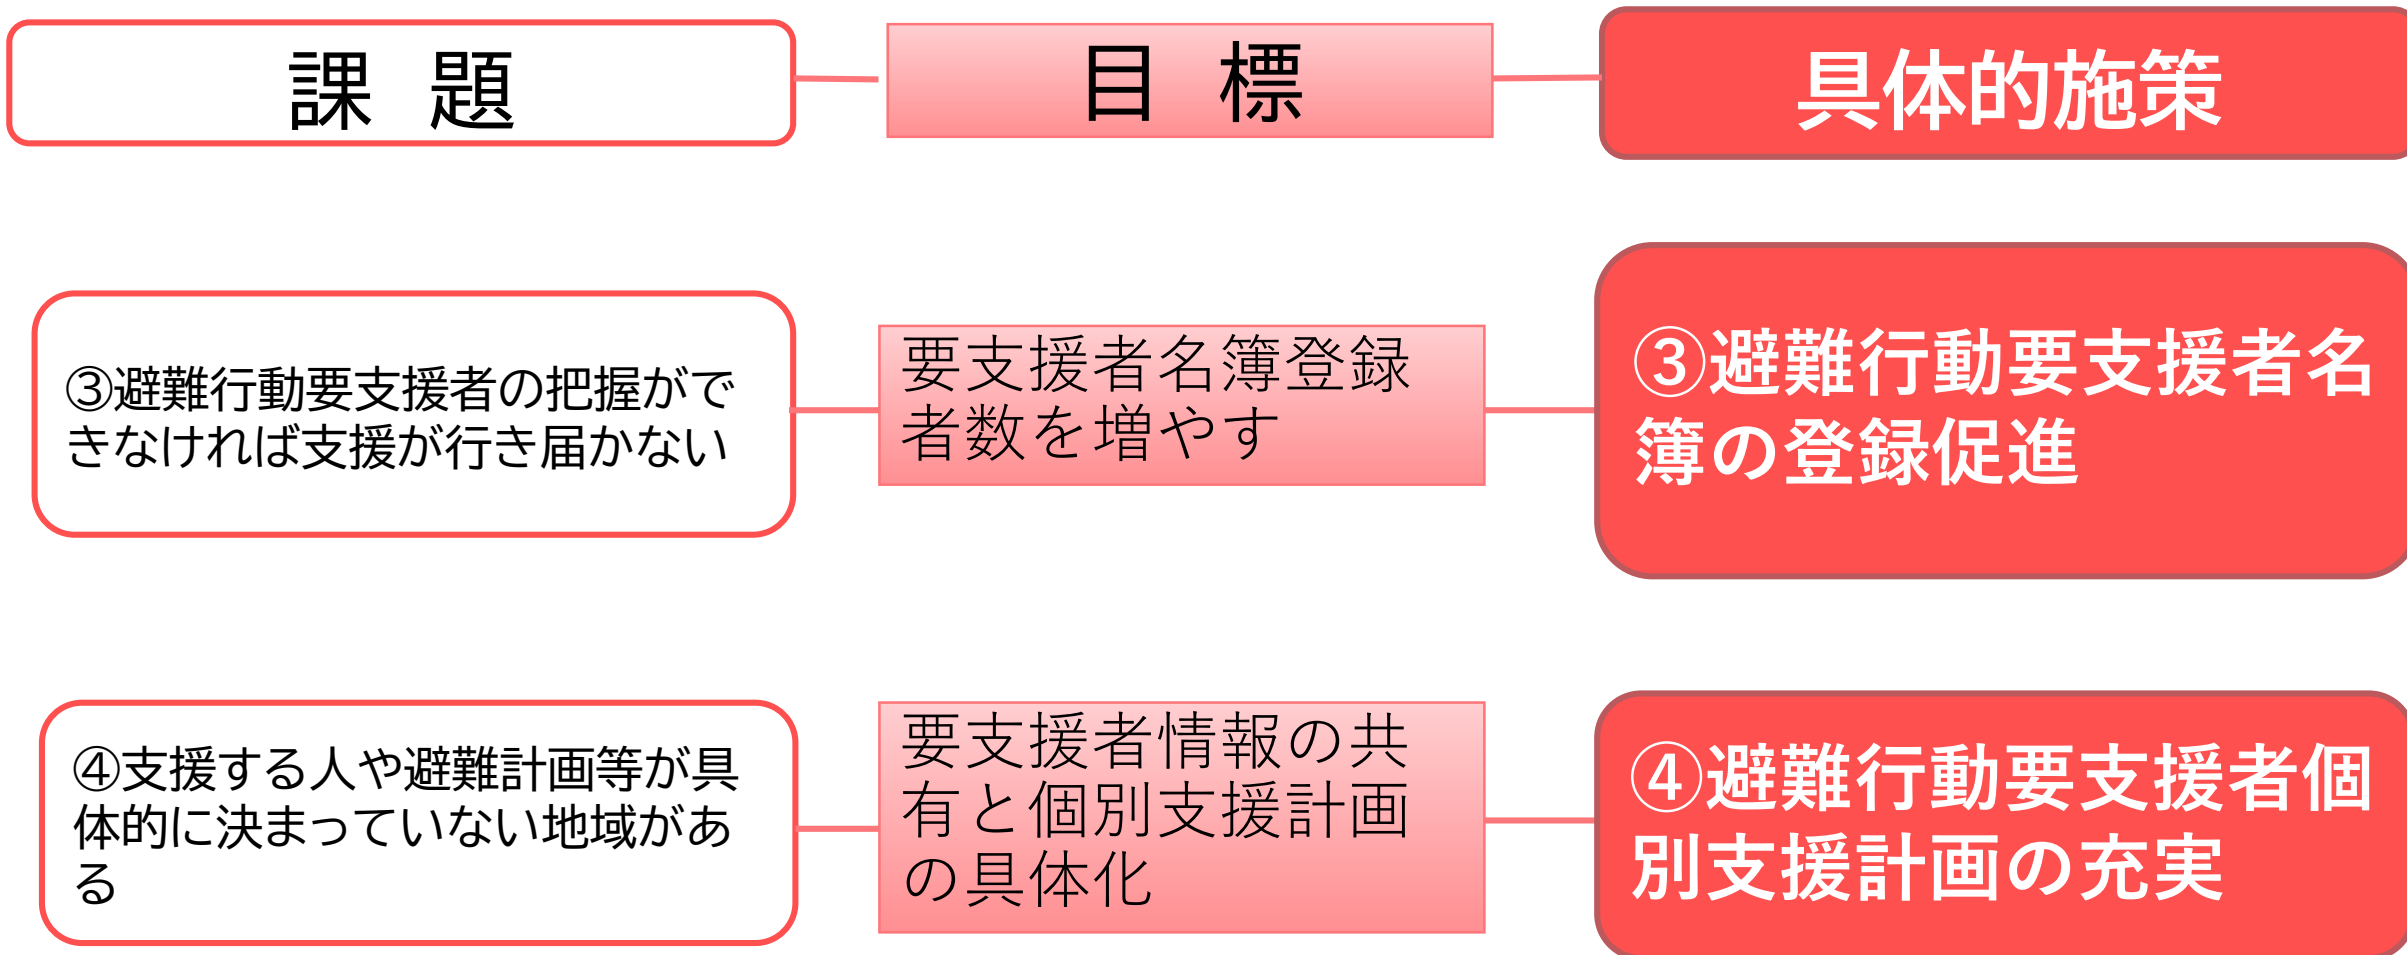 課 題
目 標
具体的施策
③避難行動要支援者の把握がで
きなければ支援が行き届かない
要支援者名簿登録
者数を増やす
③避難行動要支援者名
簿の登録促進
④支援する人や避難計画等が具
体的に決まっていない地域があ
る
要支援者情報の共
有と個別支援計画
の具体化
④避難行動要支援者個
別支援計画の充実